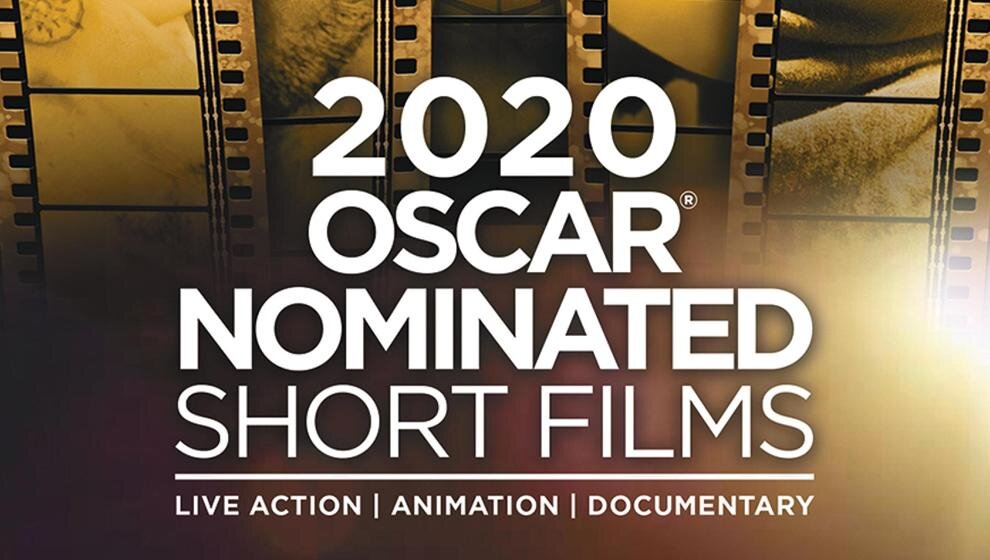 2020
OSCAR®
NOMINATED
SHORT FILMS
LIVE ACTION | ANIMATION | DOCUMENTARY